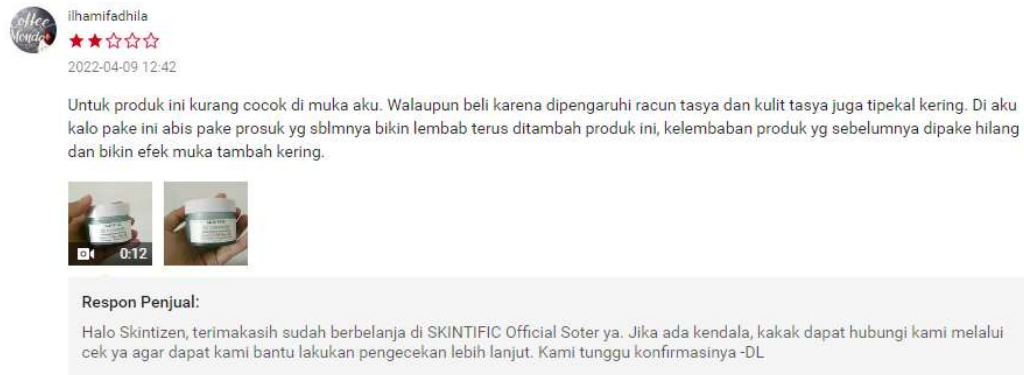 Coffee
Monday
ilhamifadhila
2022-04-09 12:42
Untuk produk ini kurang cocok di muka aku. Walaupun beli karena dipengaruhi racun tasya dan kulit tasya juga tipekal kering. Di aku
kalo pake ini abis pake prosuk yg sblmnya bikin lembab terus ditambah produk ini, kelembaban produk yg sebelumnya dipake hilang
dan bikin efek muka tambah kering.
SKINTIFIC
0:12
Respon Penjual:
Halo Skintizen, terimakasih sudah berbelanja di SKINTIFIC Official Soter ya. Jika ada kendala, kakak dapat hubungi kami melalui
cek ya agar dapat kami bantu lakukan pengecekan lebih lanjut. Kami tunggu konfirmasinya -DL